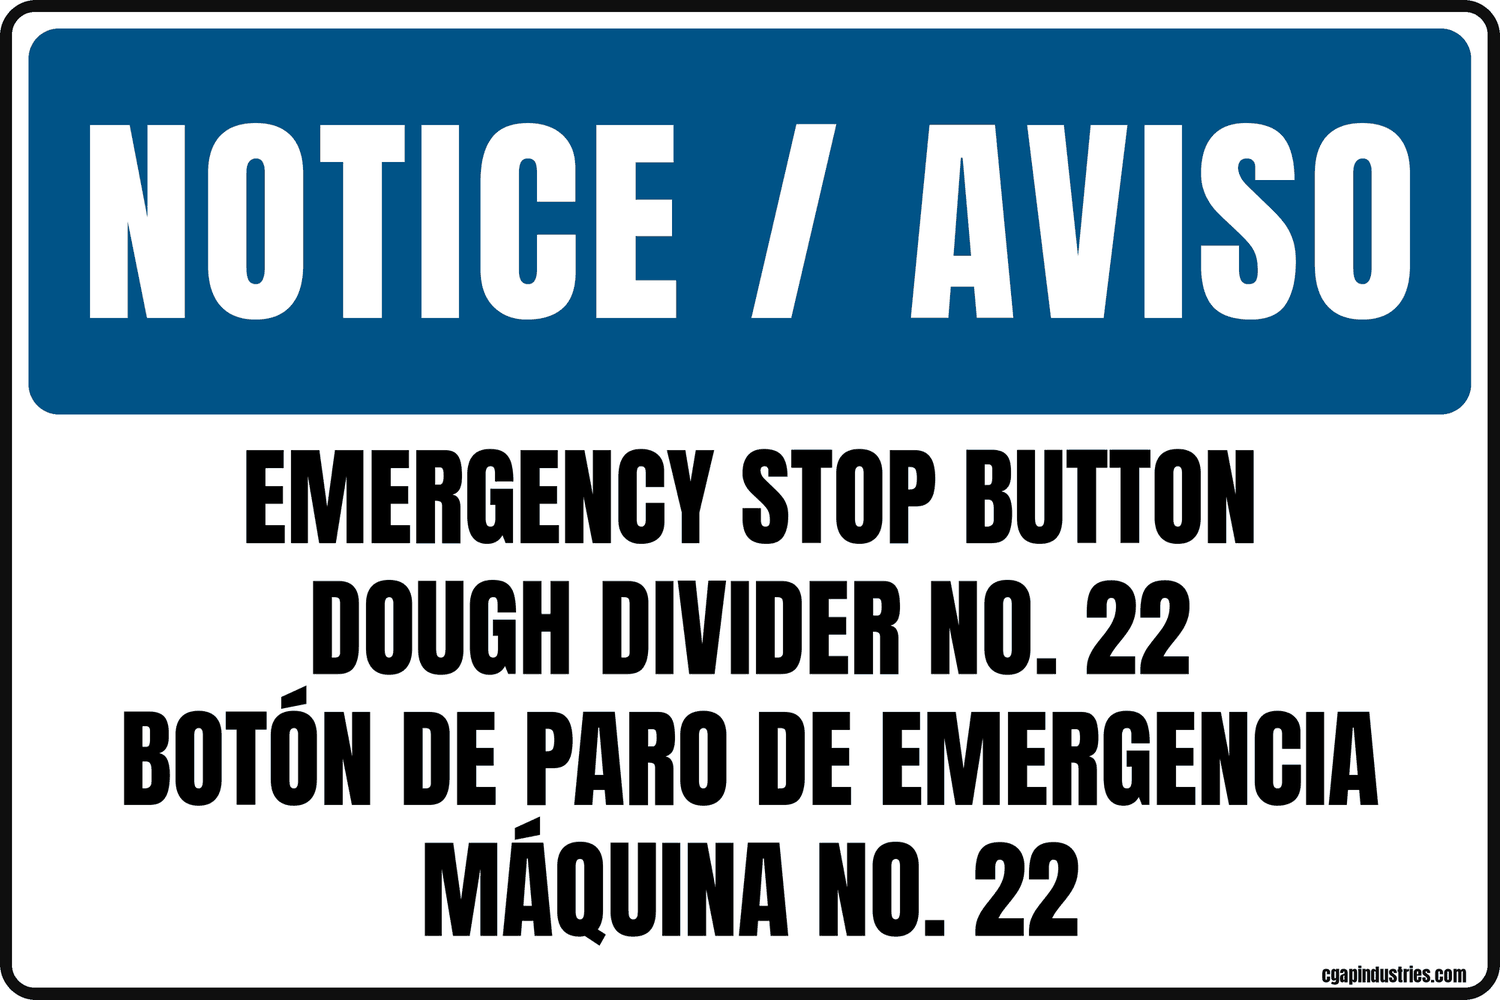 NOTICE / AVISO
EMERGENCY STOP BUTTON
DOUGH DIVIDER NO. 22
BOTÓN DE PARO DE EMERGENCIA
MÁQUINA NO. 22
cgapindustries.com